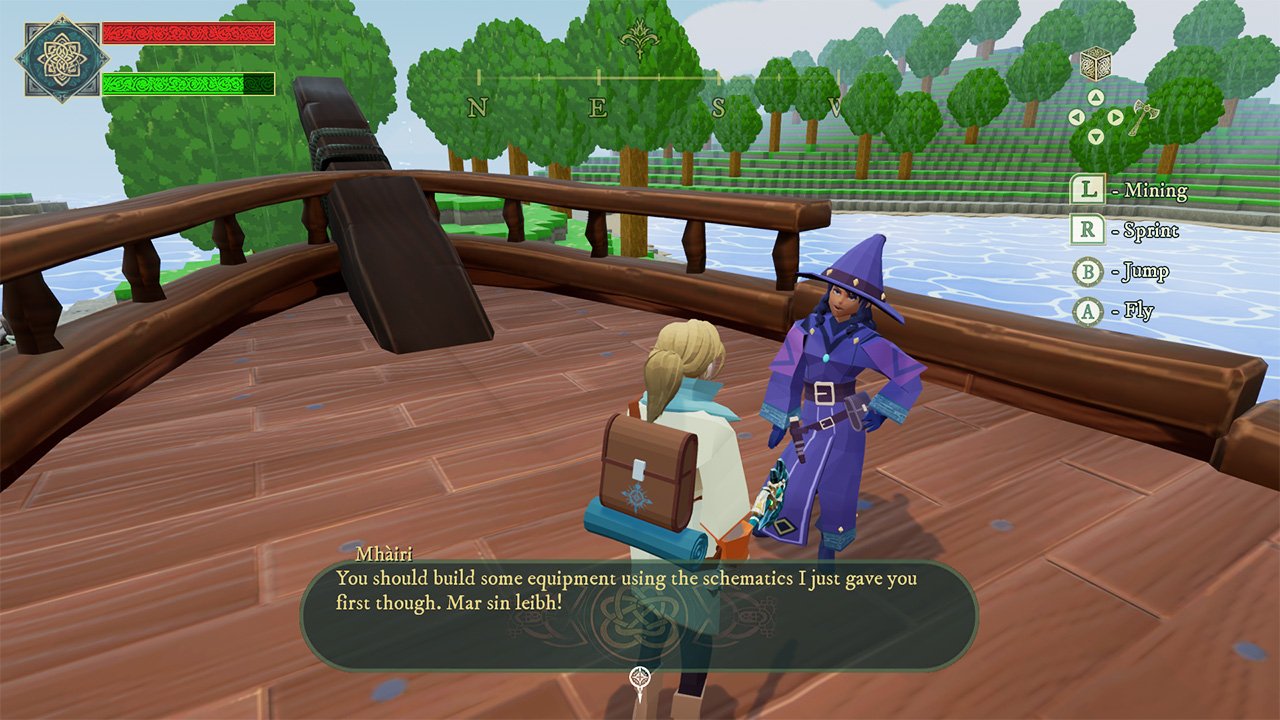 N E S W
L - Mining
R - Sprint
B - Jump
A - Fly
Mhàiri
You should build some equipment using the schematics I just gave you
first though. Mar sin leibh!